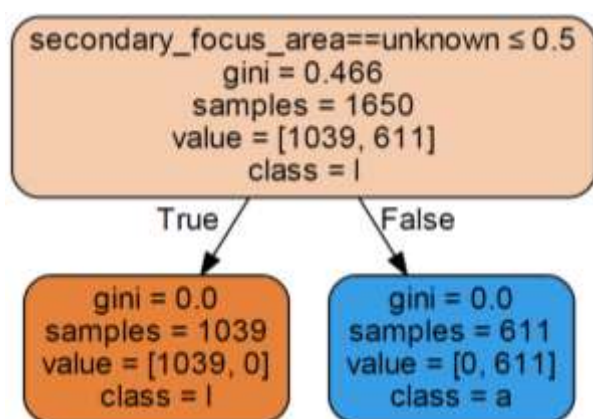 secondary_focus_area==unknown ≤ 0.5
gini = 0.466
samples = 1650
value = [1039, 611]
class = l
True
False
gini = 0.0
samples = 1039
value = [1039, 0]
class = l
gini = 0.0
samples = 611
value = [0, 611]
class = a